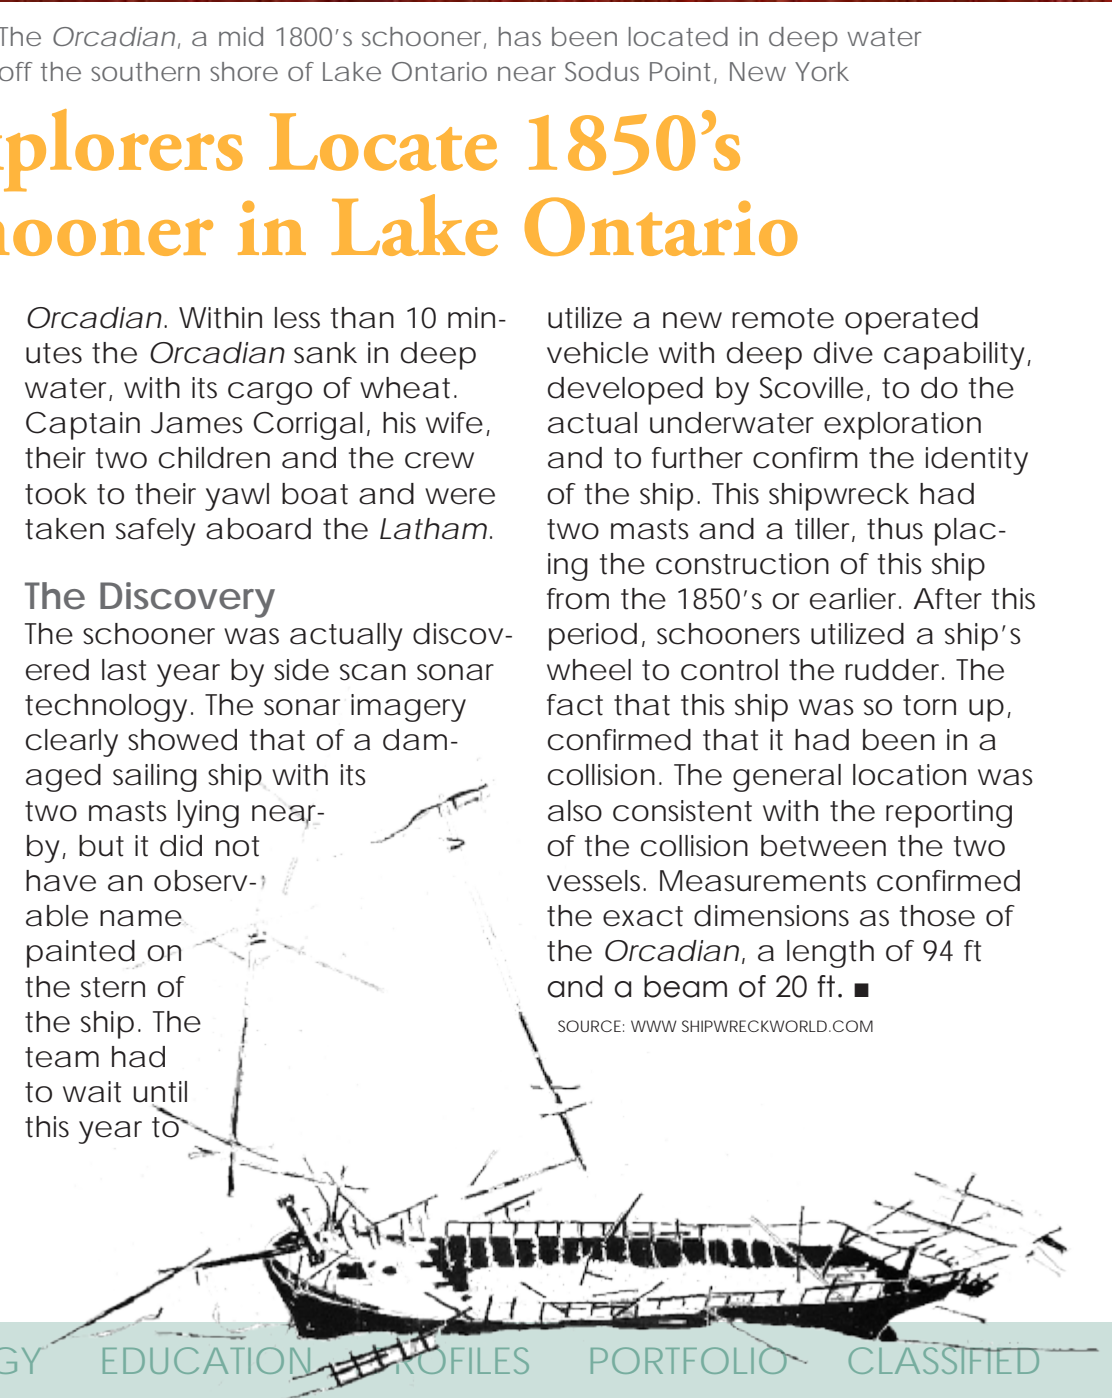 The Orcadian, a mid 1800's schooner, has been located in deep water
off the southern shore of Lake Ontario near Sodus Point, New York
plorers Locate 1850's
ooner in Lake Ontario
Orcadian. Within less than 10 min-
utes the Orcadian sank in deep
water, with its cargo of wheat.
Captain James Corrigal, his wife,
their two children and the crew
took to their yawl boat and were
taken safely aboard the Latham.
The Discovery
The schooner was actually discov-
ered last year by side scan sonar
technology. The sonar imagery
clearly showed that of a dam-
aged sailing ship with its
two masts lying near-
by, but it did not
have an observ-
able name
painted on
the stern of
the ship. The
team had
to wait until
this year to
utilize a new remote operated
vehicle with deep dive capability,
developed by Scoville, to do the
actual underwater exploration
and to further confirm the identity
of the ship. This shipwreck had
two masts and a tiller, thus plac-
ing the construction of this ship
from the 1850's or earlier. After this
period, schooners utilized a ship's
wheel to control the rudder. The
fact that this ship was so torn up,
confirmed that it had been in a
collision. The general location was
also consistent with the reporting
of the collision between the two
vessels. Measurements confirmed
the exact dimensions as those of
the Orcadian, a length of 94 ft
and a beam of 20 ft. ■
SOURCE: WWW SHIPWRECKWORLD.COM
GY EDUCATION PROFILES PORTFOLIO CLASSIFIED